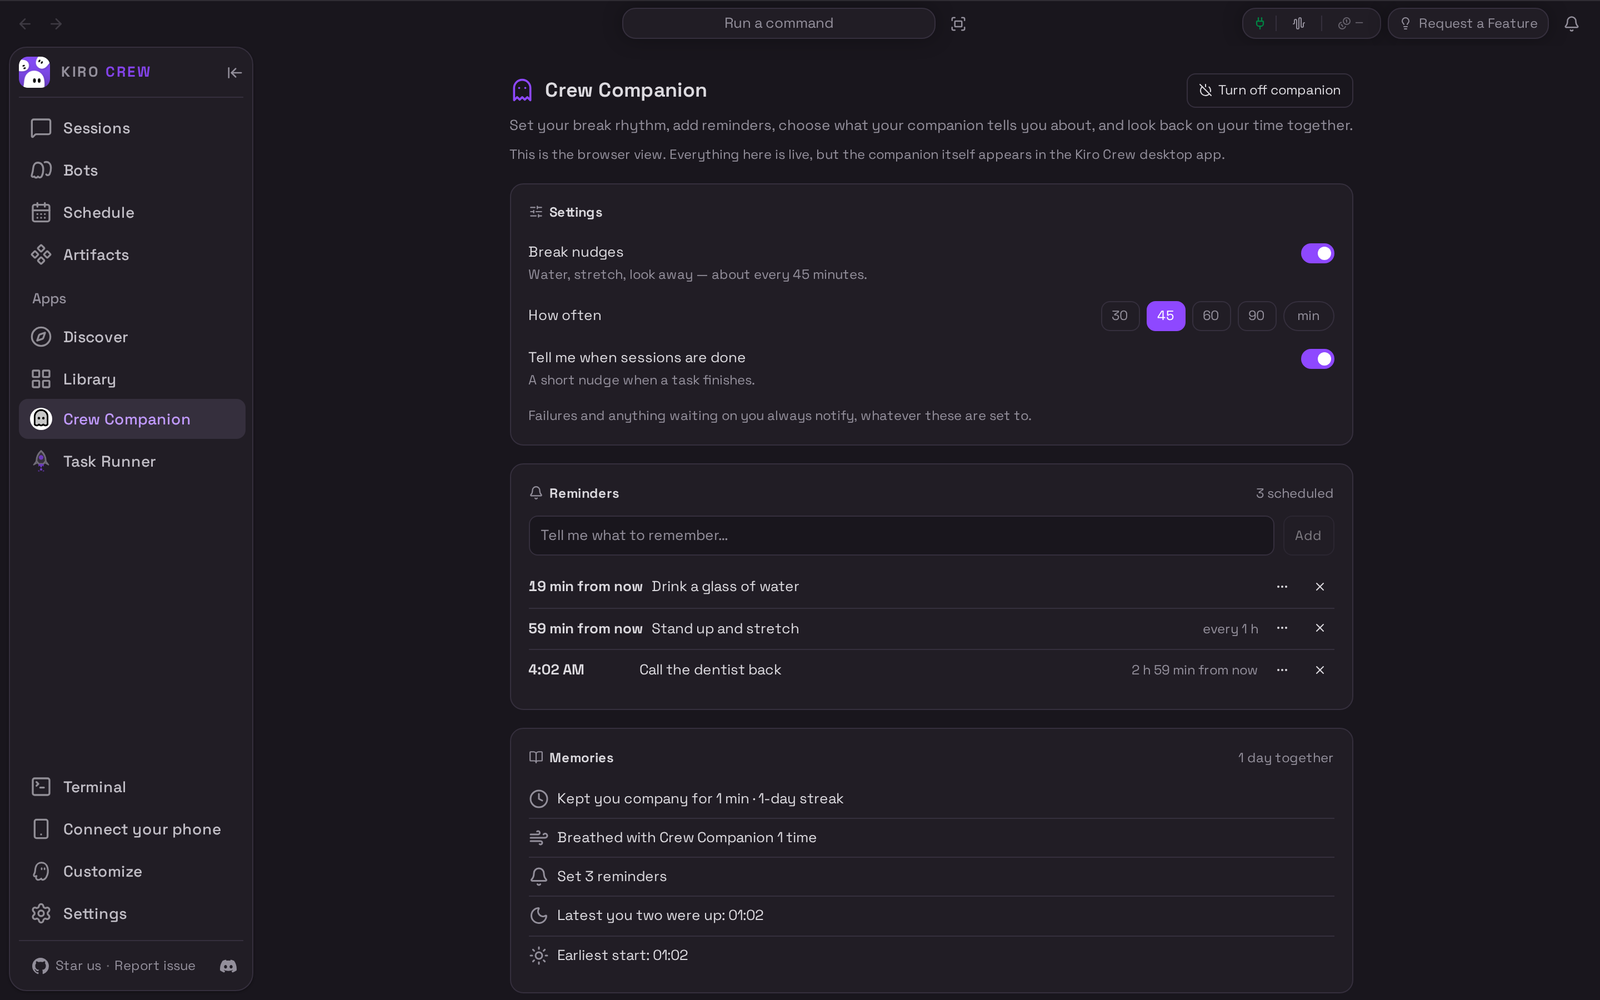 Run a command
Request a Feature
KIRO CREW
Sessions
Bots
Schedule
Artifacts
Apps
Discover
Library
Crew Companion
Task Runner
Terminal
Connect your phone
Customize
Settings
Star us · Report issue
Crew Companion
Turn off companion
Set your break rhythm, add reminders, choose what your companion tells you about, and look back on your time together.
This is the browser view. Everything here is live, but the companion itself appears in the Kiro Crew desktop app.
Settings
Break nudges
Water, stretch, look away — about every 45 minutes.
How often
30 45 60 90 min
Tell me when sessions are done
A short nudge when a task finishes.
Failures and anything waiting on you always notify, whatever these are set to.
Reminders
3 scheduled
Tell me what to remember...
Add
19 min from now Drink a glass of water
59 min from now Stand up and stretch every 1 h
4:02 AM Call the dentist back 2 h 59 min from now
Memories
1 day together
Kept you company for 1 min · 1-day streak
Breathed with Crew Companion 1 time
Set 3 reminders
Latest you two were up: 01:02
Earliest start: 01:02